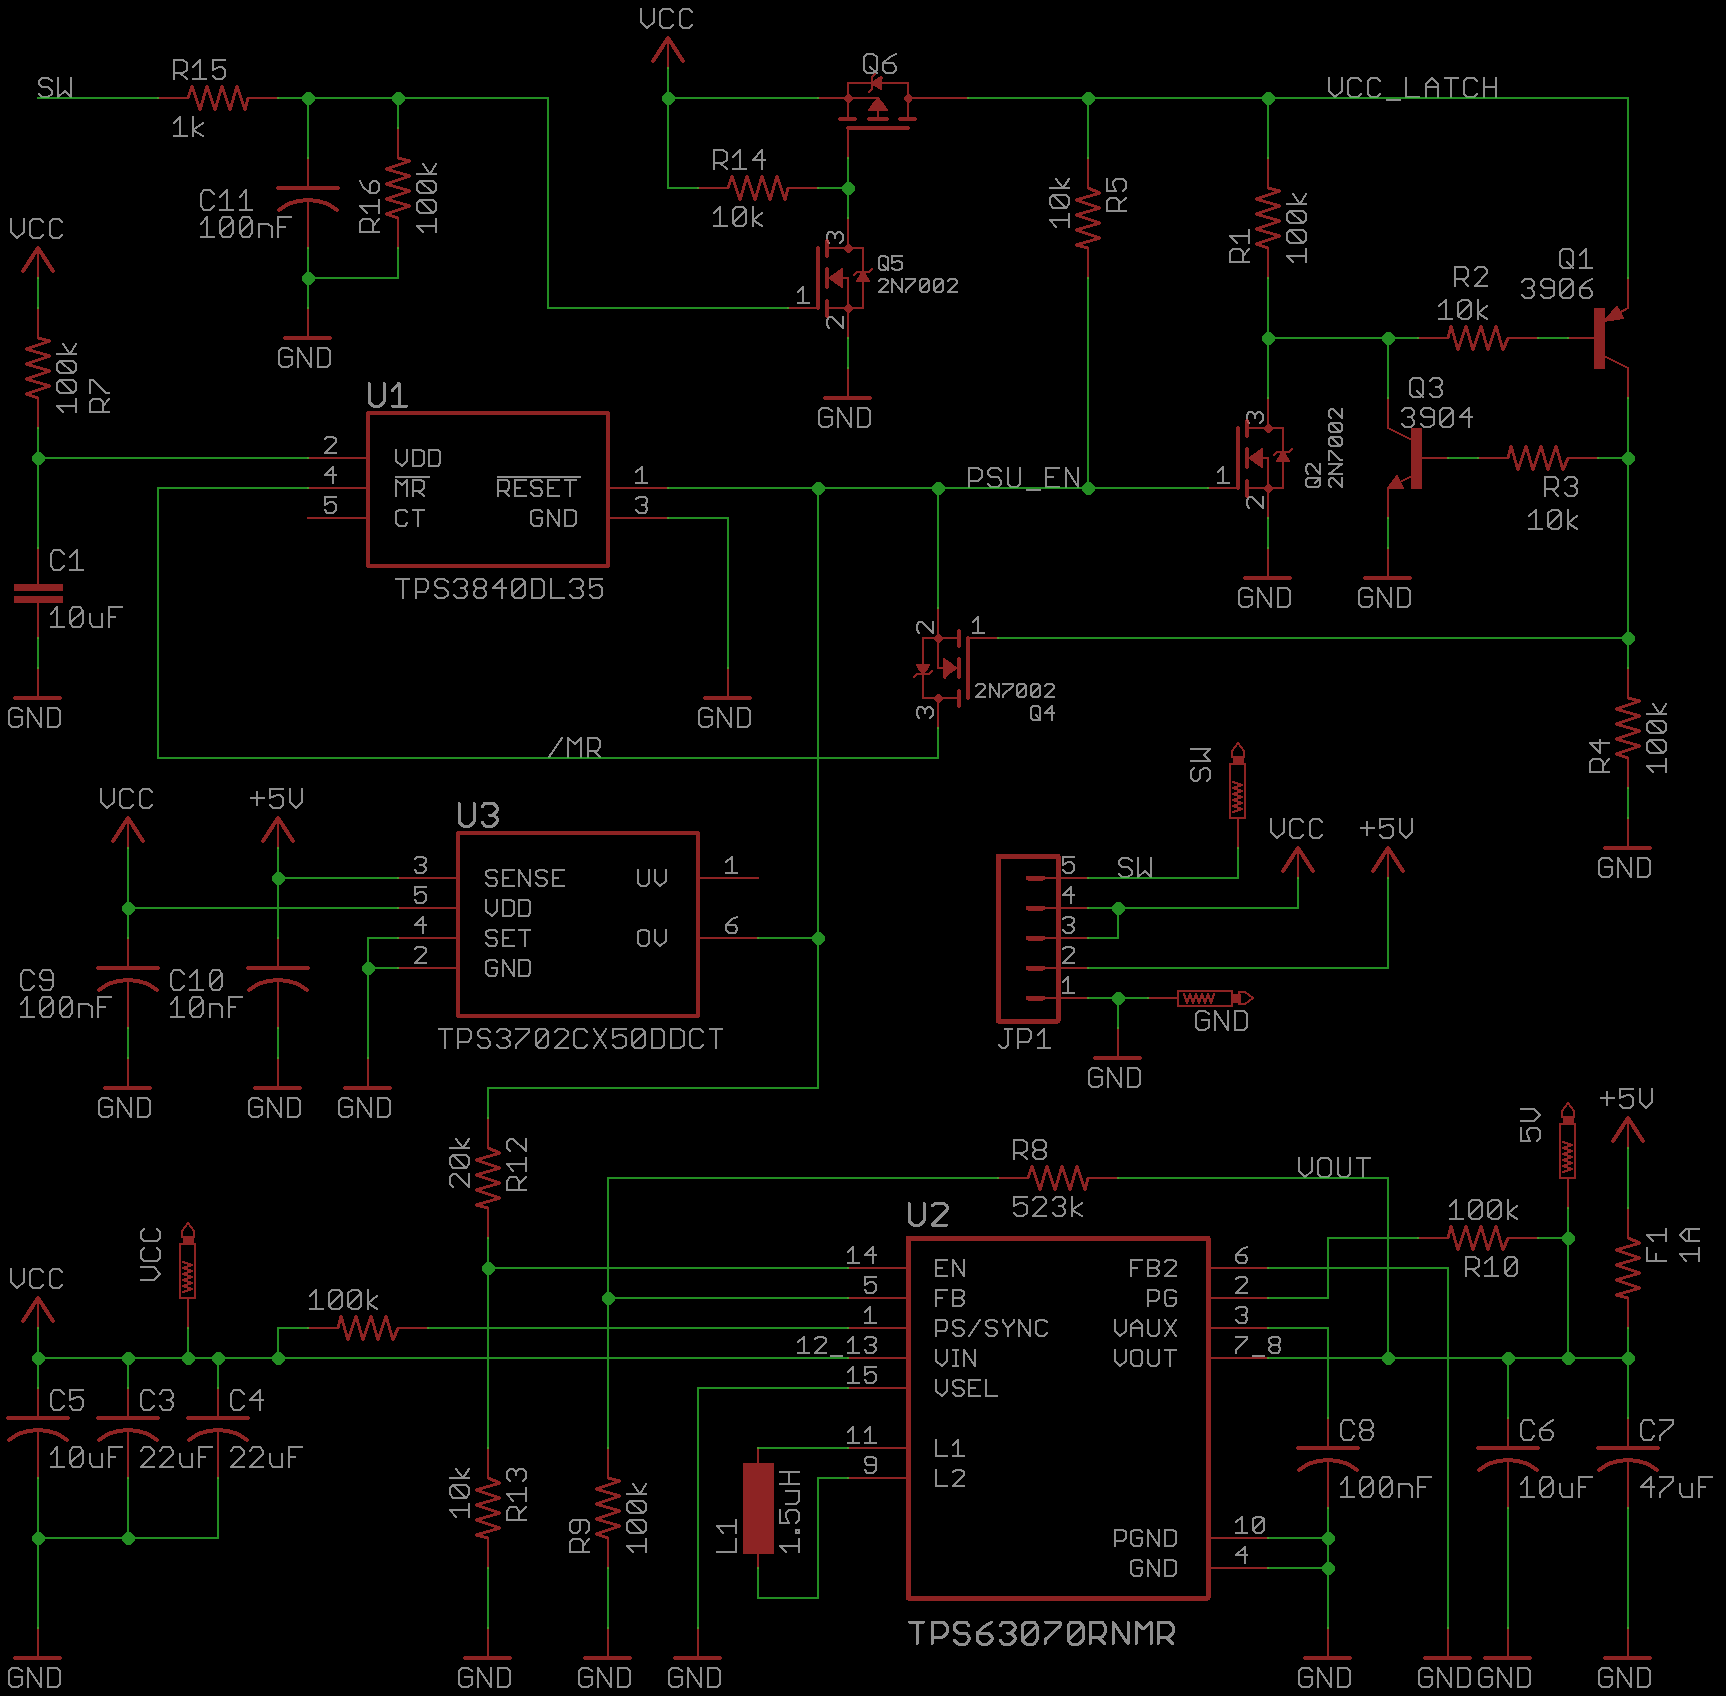 VCC
Q6
R15
SW
1k
VCC_LATCH
R14
10k
C11
100nF
R16
100k
10k
R5
R1
100k
VCC
GND
Q5
2N7002
3
1
2
GND
Q1
3906
R2
10k
Q3
3904
100k
R7
U1
2
VDD
4
MR
5
CT
RESET
1
GND
3
TPS3840DL35
PSU_EN
3
1
2
Q2
2N7002
R3
10k
GND
GND
C1
10uF
GND
GND
2
1
3
2N7002
Q4
/MR
R4
100k
GND
VCC
+5V
U3
3
SENSE
5
VDD
4
SET
2
GND
UV
1
OV
6
TPS3702CX50DDCT
C9
100nF
C10
10nF
GND
GND
GND
SW
VCC
+5V
5
SW
4
3
2
1
JP1
GND
GND
20k
R12
R8
523k
VOUT
5V
+5V
100k
R10
F1
1A
U2
14
EN
5
FB
1
PS/SYNC
12_13
VIN
15
VSEL
11
L1
9
L2
FB2
6
PG
2
VAUX
3
VOUT
7_8
PGND
10
GND
4
TPS63070RNMR
VCC
VCC
100k
C5
10uF
C3
22uF
C4
22uF
10k
R13
R9
100k
L1
1.5uH
C8
100nF
C6
10uF
C7
47uF
GND
GND
GND
GND
GND
GND
GND
GND